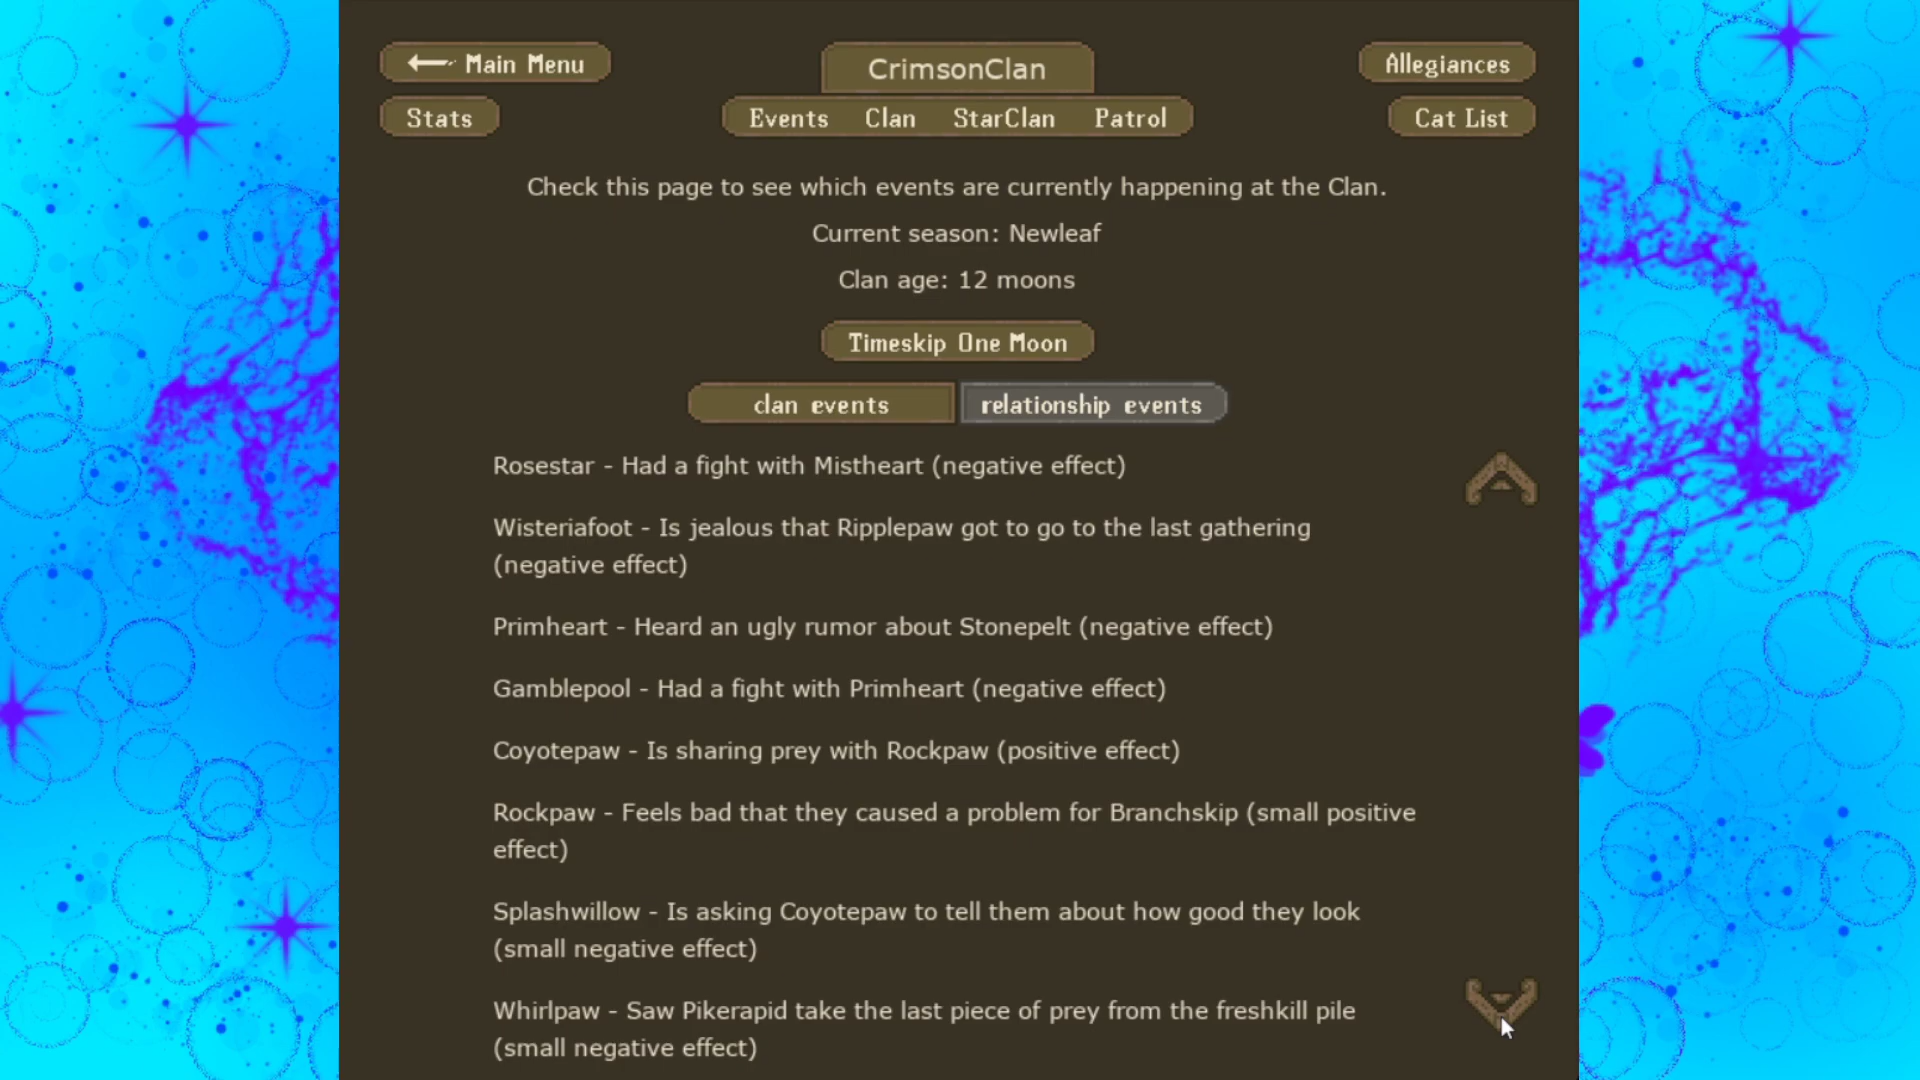 Main Menu
CrimsonClan
Allegiances
Stats
Events Clan StarClan Patrol
Cat List
Check this page to see which events are currently happening at the Clan.
Current season: Newleaf
Clan age: 12 moons
Timeskip One Moon
clan events
relationship events
Rosestar - Had a fight with Mistheart (negative effect)
Wisteriafoot - Is jealous that Ripplepaw got to go to the last gathering
(negative effect)
Primheart - Heard an ugly rumor about Stonepelt (negative effect)
Gamblepool - Had a fight with Primheart (negative effect)
Coyotepaw - Is sharing prey with Rockpaw (positive effect)
Rockpaw - Feels bad that they caused a problem for Branchskip (small positive
effect)
Splashwillow - Is asking Coyotepaw to tell them about how good they look
(small negative effect)
Whirlpaw - Saw Pikerapid take the last piece of prey from the freshkill pile
(small negative effect)